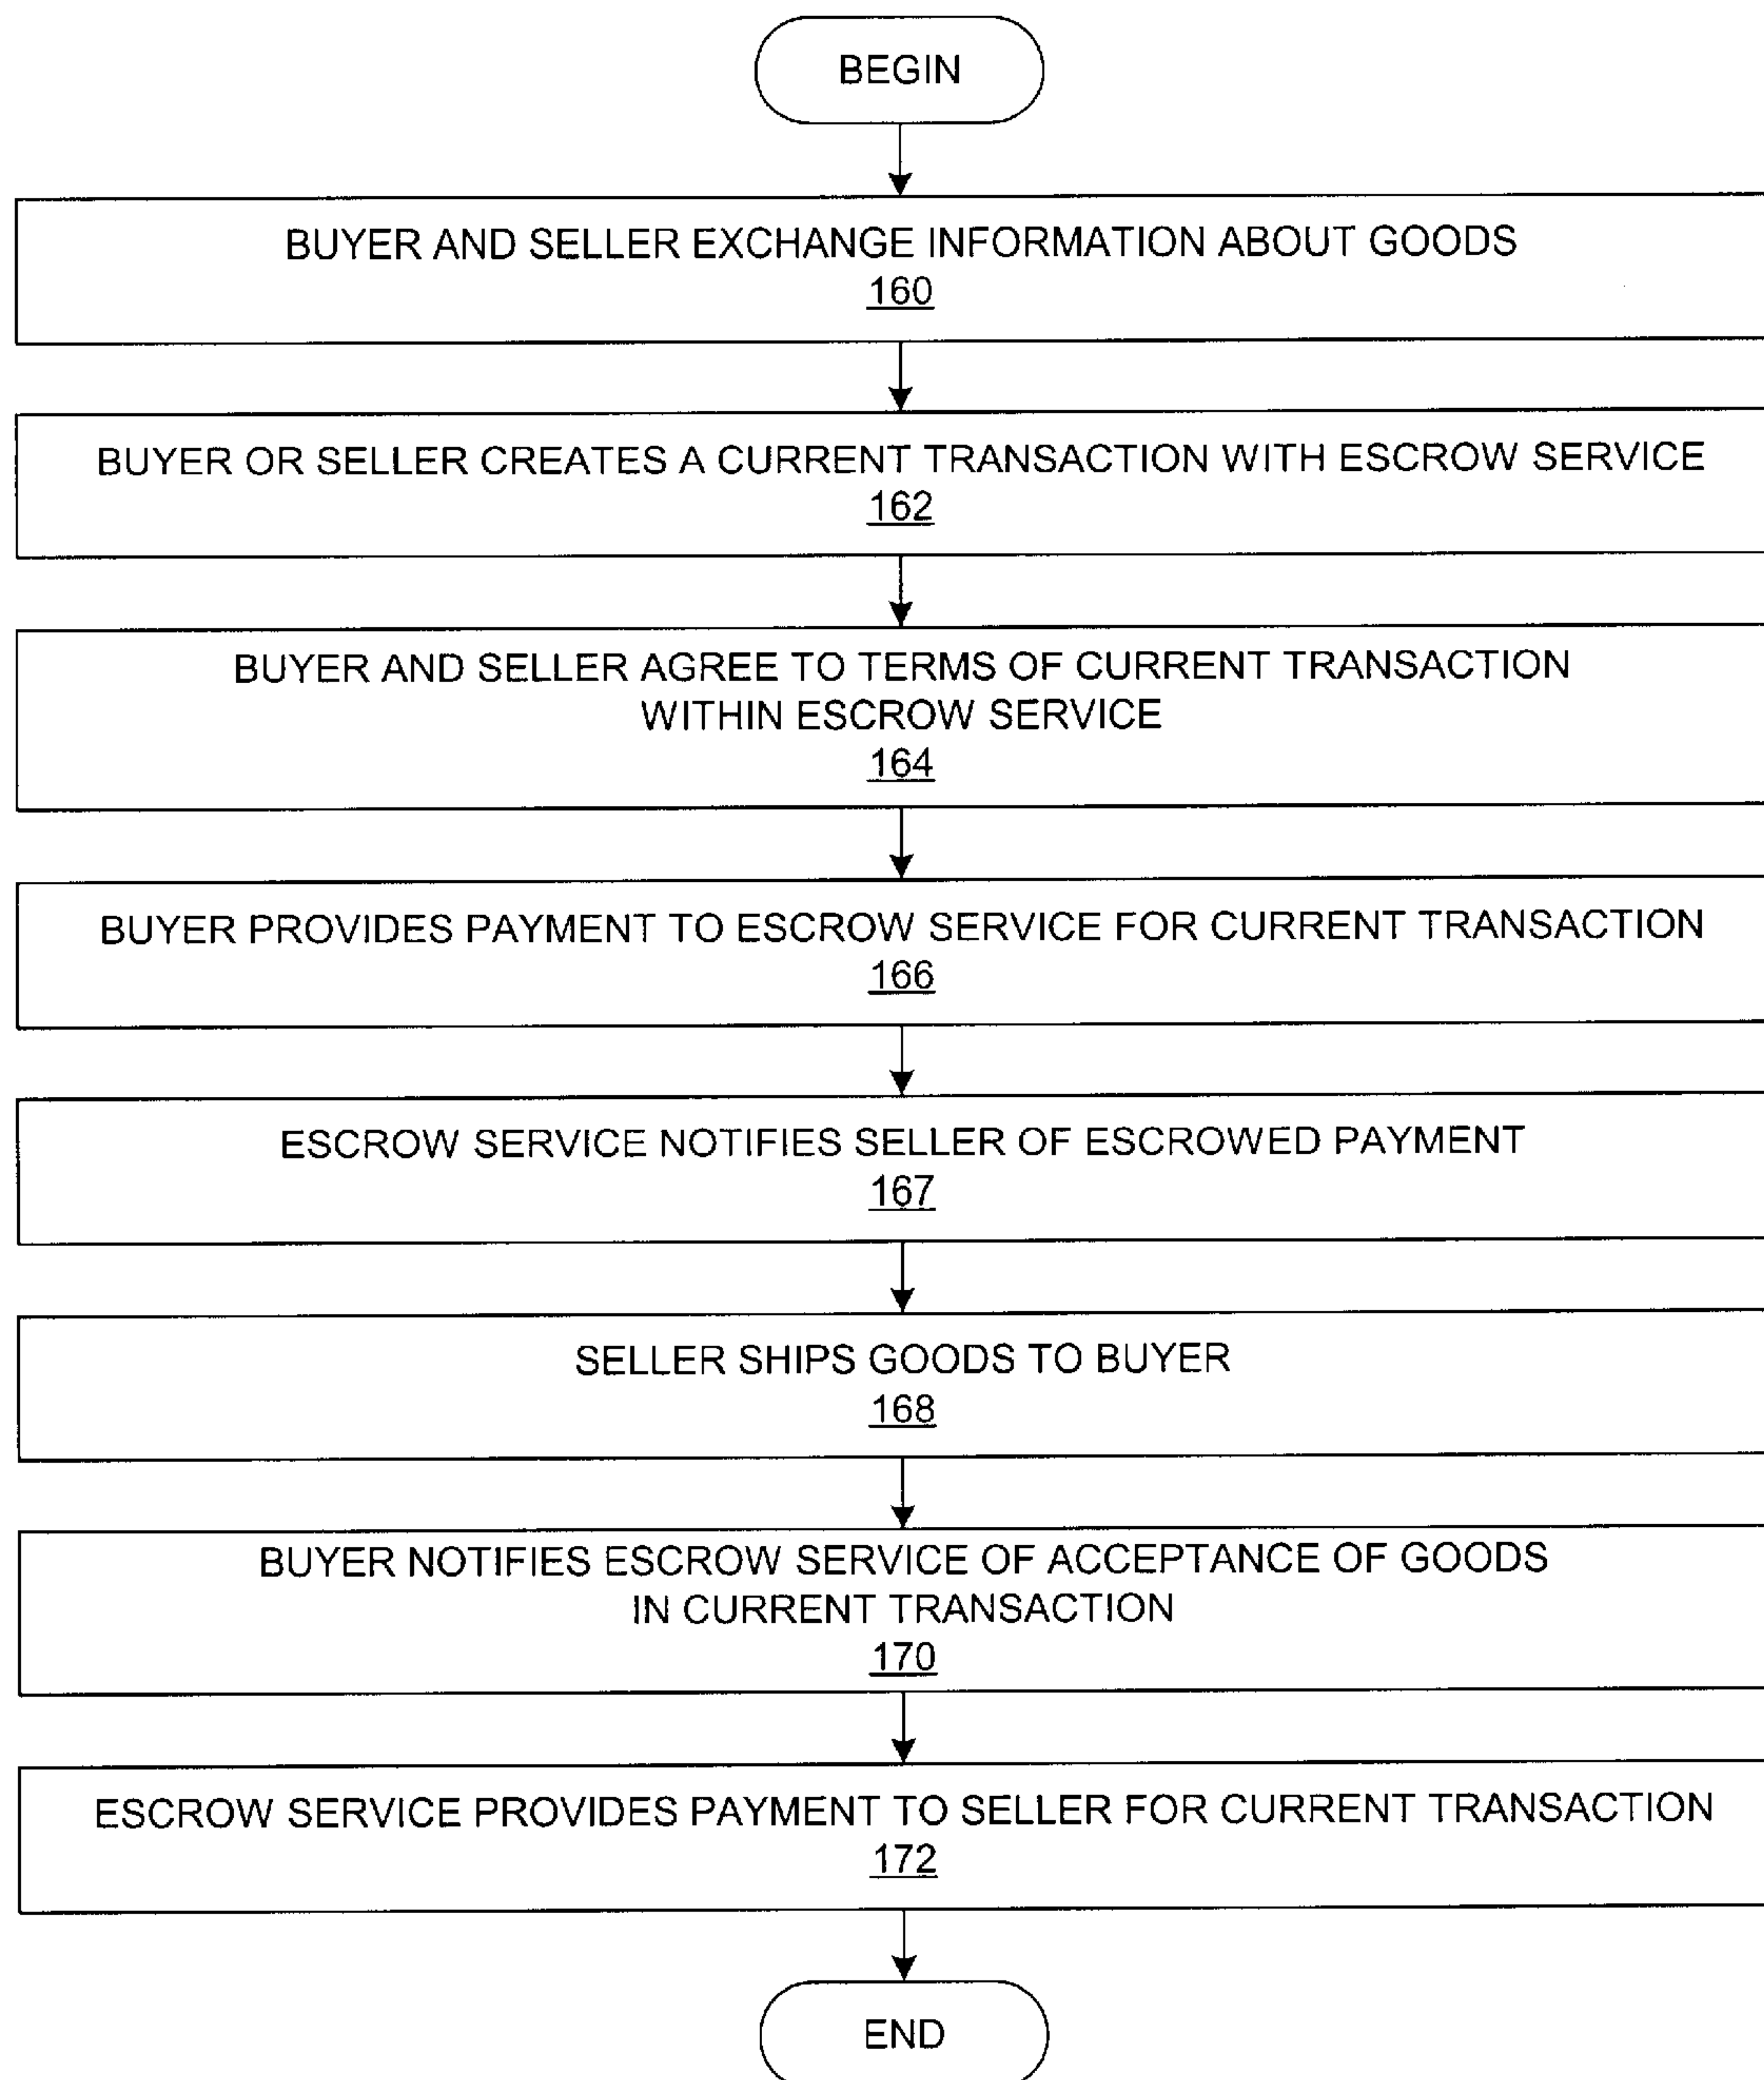 BEGIN
BUYER AND SELLER EXCHANGE INFORMATION ABOUT GOODS
160
BUYER OR SELLER CREATES A CURRENT TRANSACTION WITH ESCROW SERVICE
162
BUYER AND SELLER AGREE TO TERMS OF CURRENT TRANSACTION
WITHIN ESCROW SERVICE
164
BUYER PROVIDES PAYMENT TO ESCROW SERVICE FOR CURRENT TRANSACTION
166
ESCROW SERVICE NOTIFIES SELLER OF ESCROWED PAYMENT
167
SELLER SHIPS GOODS TO BUYER
168
BUYER NOTIFIES ESCROW SERVICE OF ACCEPTANCE OF GOODS
IN CURRENT TRANSACTION
170
ESCROW SERVICE PROVIDES PAYMENT TO SELLER FOR CURRENT TRANSACTION
172
END